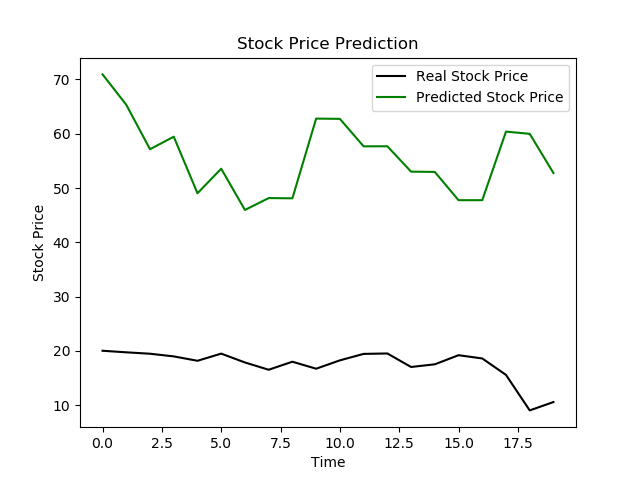 Stock Price Prediction
Real Stock Price
Predicted Stock Price
70
60
50
40
30
20
10
Stock Price
0.0 2.5 5.0 7.5 10.0 12.5 15.0 17.5
Time